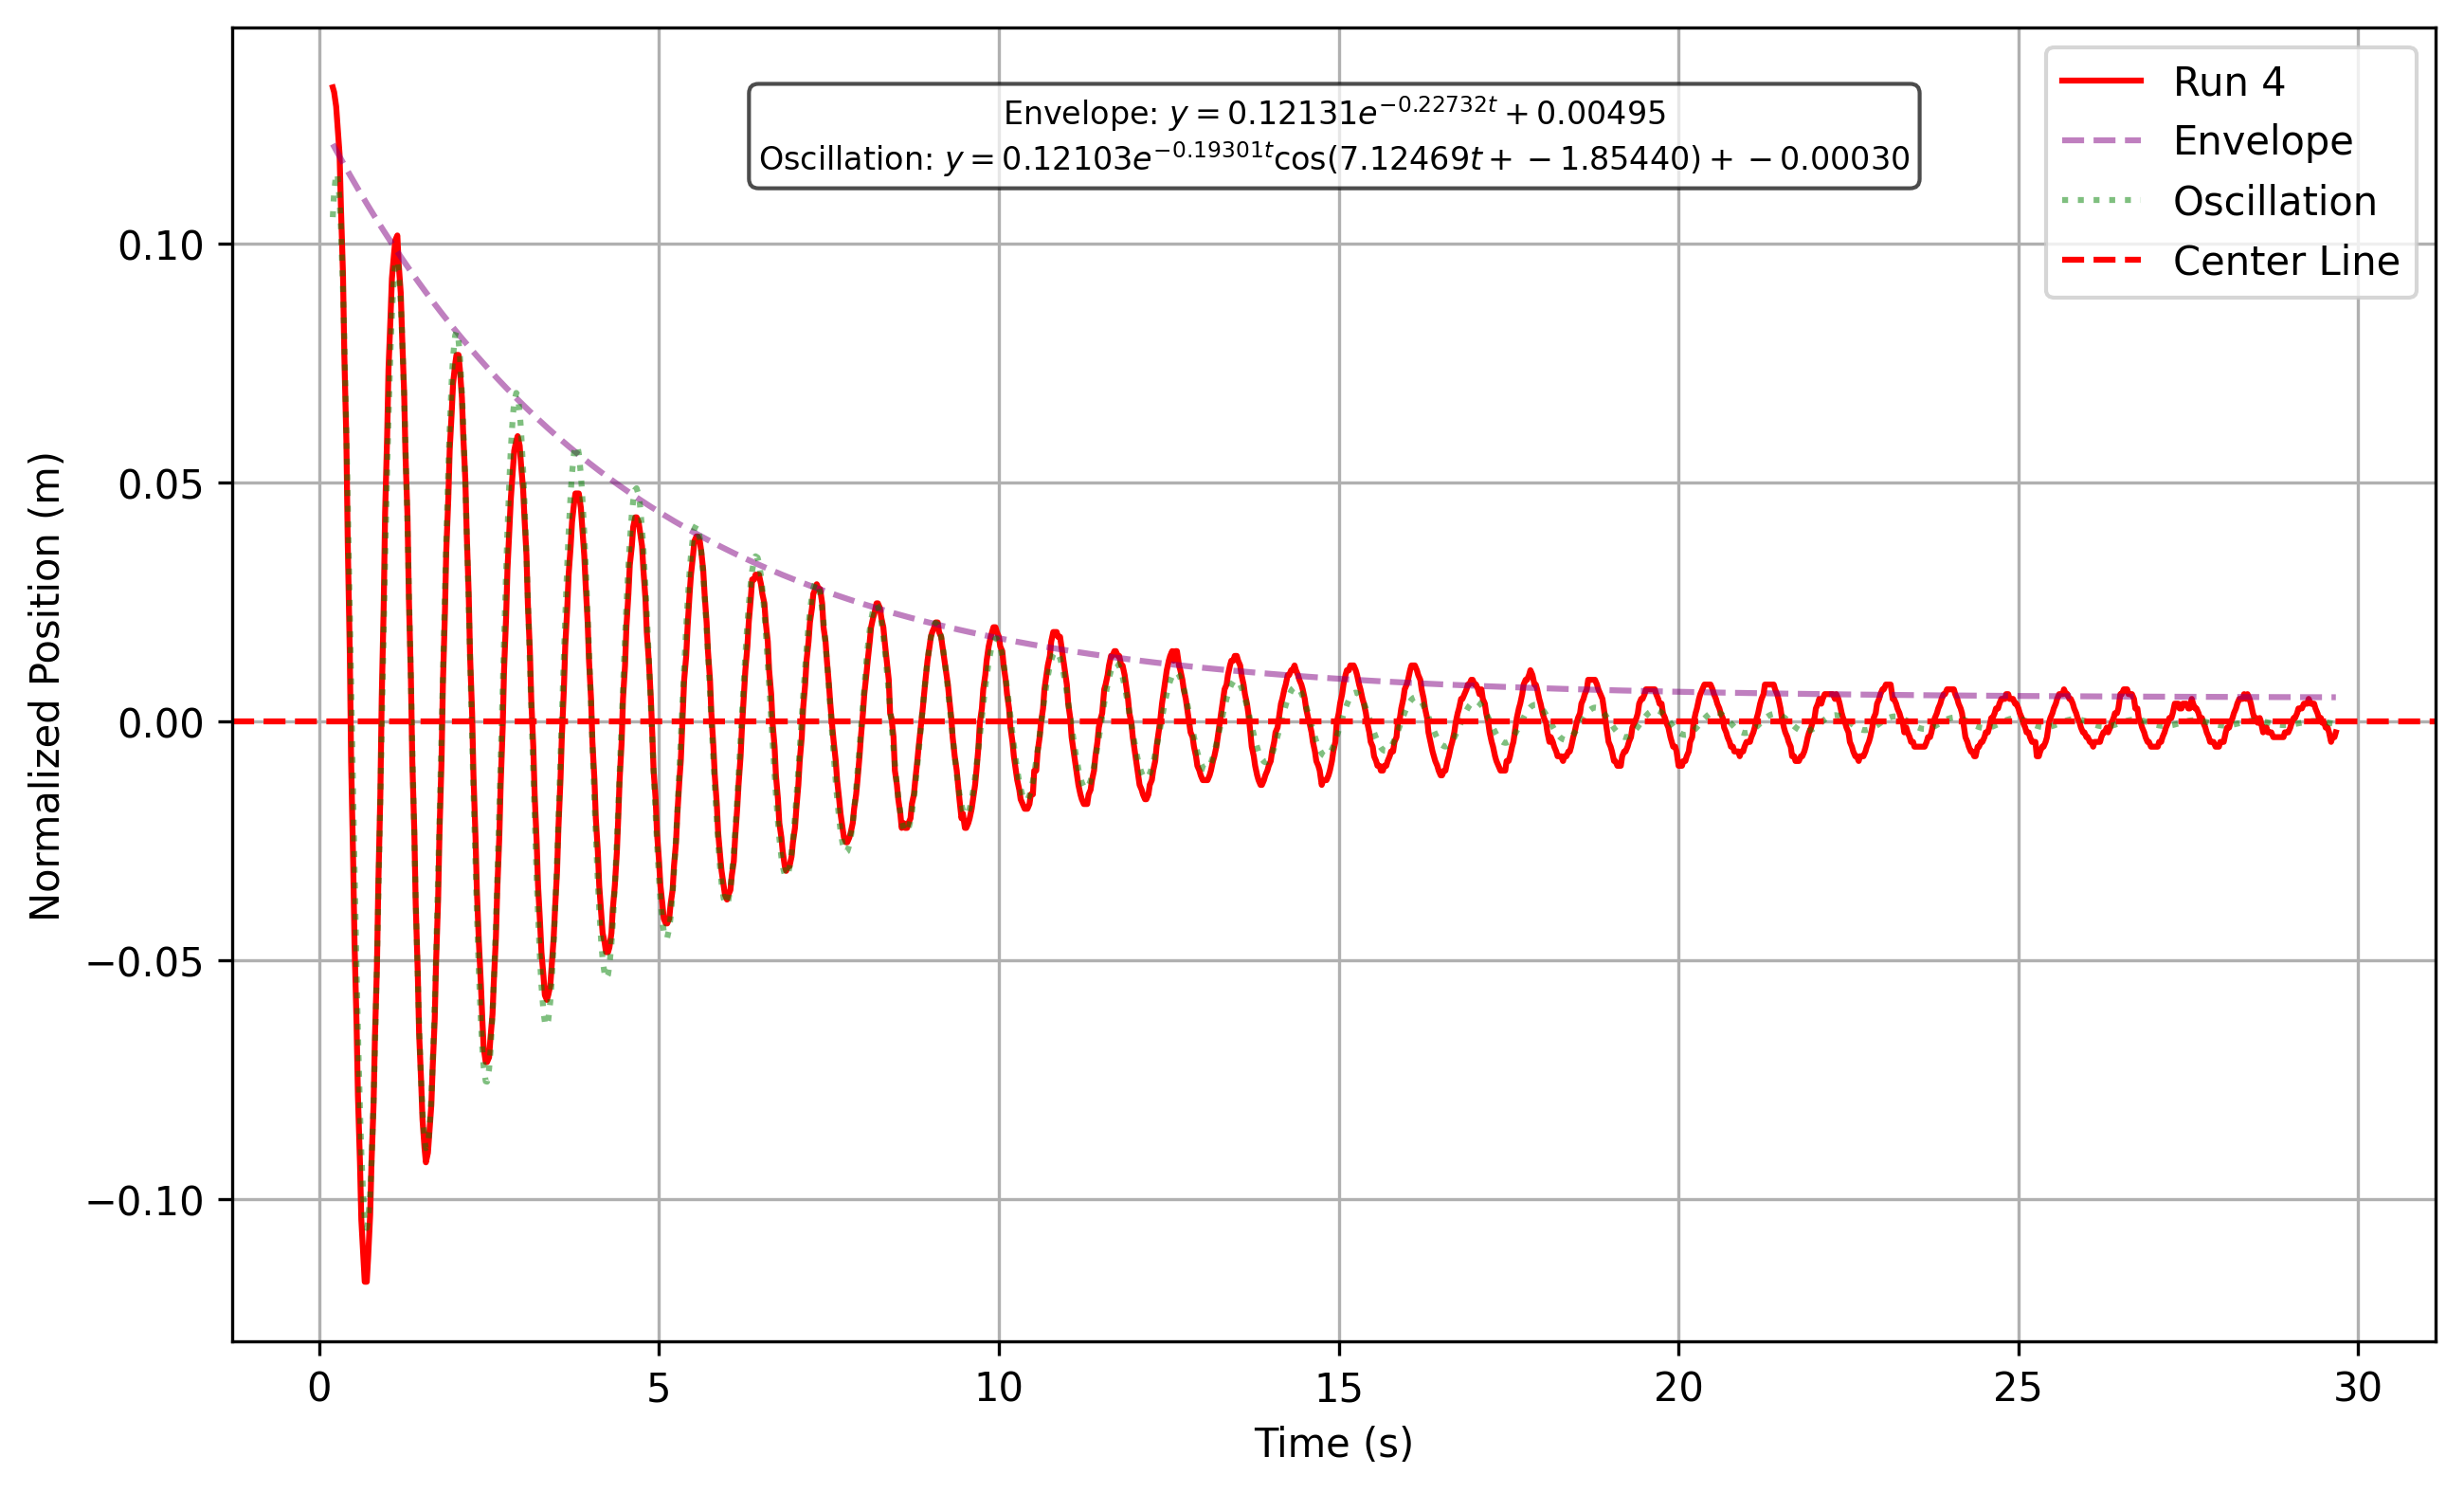 Envelope: y = 0.12131e^{-0.22732t} + 0.00495
Oscillation: y = 0.12103e^{-0.19301t}cos(7.12469t + −1.85440) + −0.00030
Run 4
Envelope
Oscillation
Center Line
Normalized Position (m)
0.10
0.05
0.00
−0.05
−0.10
0 5 10 15 20 25 30
Time (s)